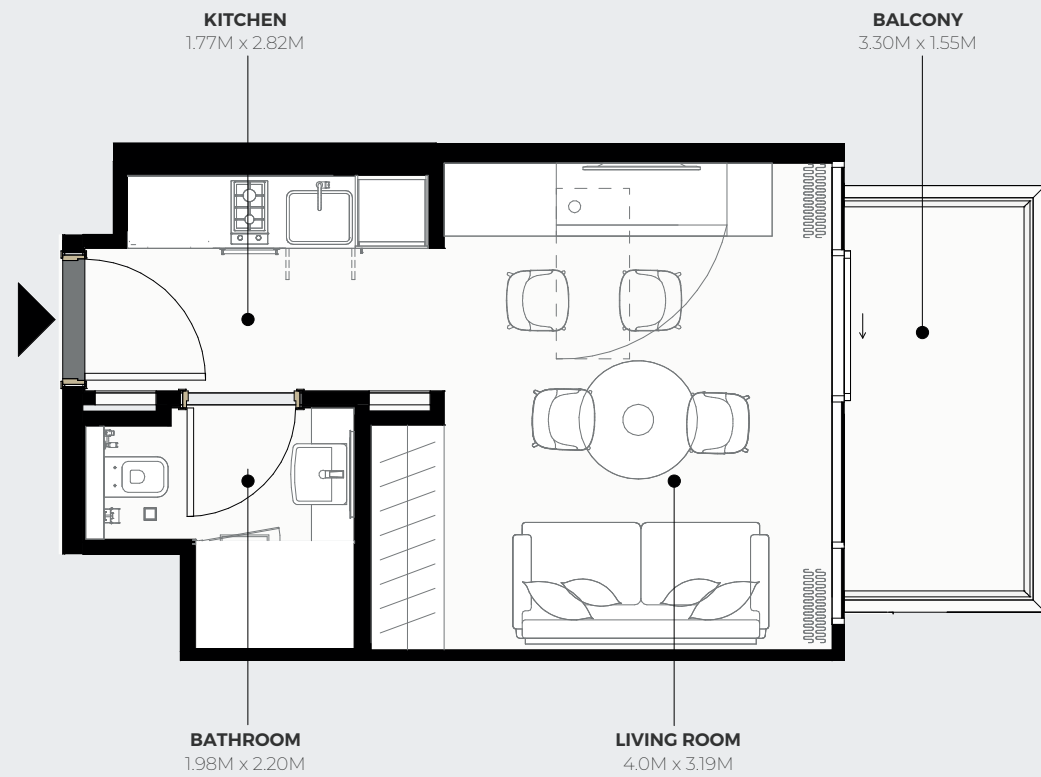 KITCHEN
1.77M x 2.82M
BALCONY
3.30M x 1.55M
BATHROOM
1.98M x 2.20M
LIVING ROOM
4.0M x 3.19M